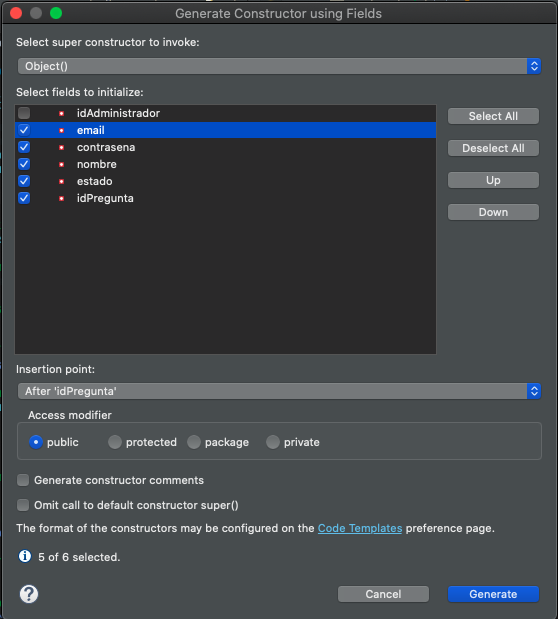 Generate Constructor using Fields
Select super constructor to invoke:
Object()
Select fields to initialize:
idAdministrador
email
contrasena
nombre
estado
idPregunta
Select All
Deselect All
Up
Down
Insertion point:
After 'idPregunta'
Access modifier
public protected package private
Generate constructor comments
Omit call to default constructor super()
The format of the constructors may be configured on the Code Templates preference page.
5 of 6 selected.
Cancel Generate